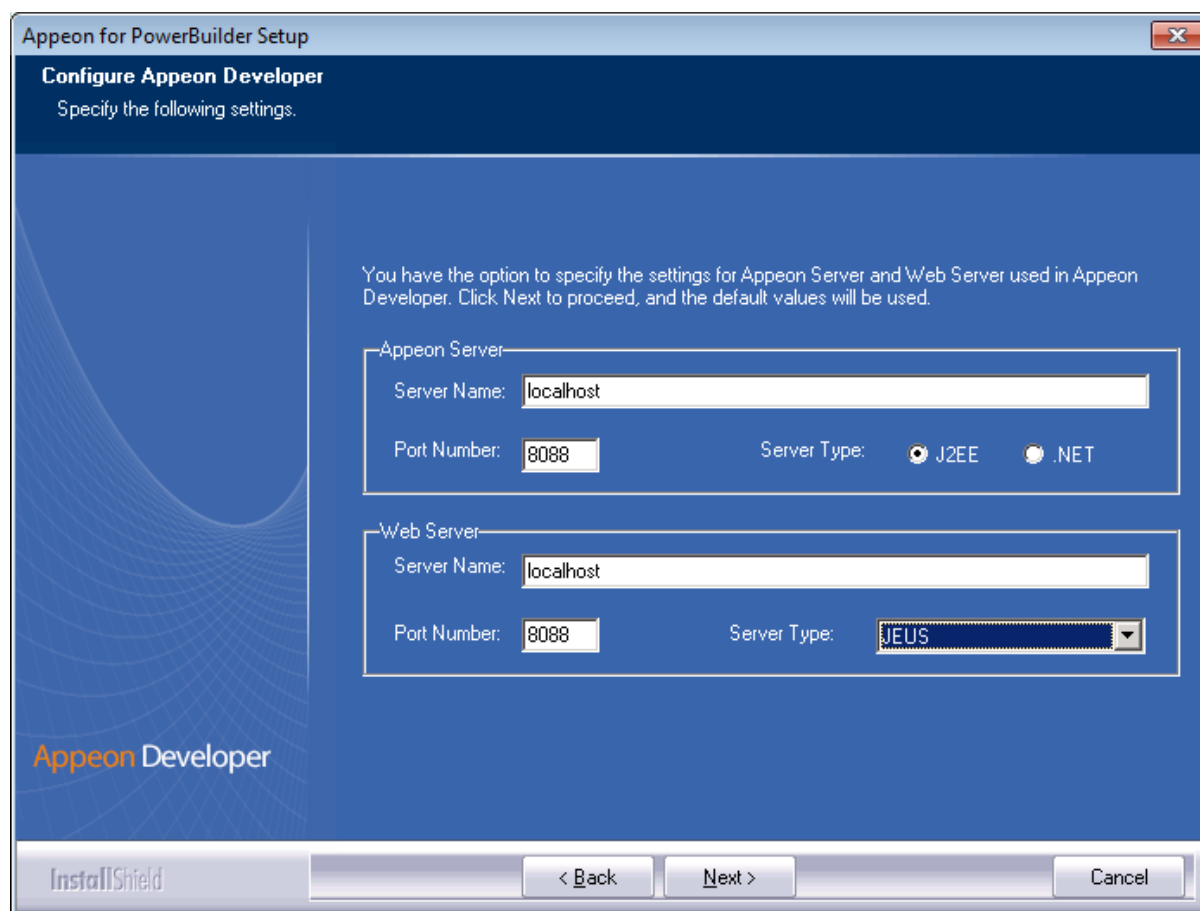 Appeon for PowerBuilder Setup
Configure Appeon Developer
Specify the following settings.
You have the option to specify the settings for Appeon Server and Web Server used in Appeon
Developer. Click Next to proceed, and the default values will be used.
Appeon Server
Server Name: localhost
Port Number: 8088 Server Type: J2EE .NET
Web Server
Server Name: localhost
Port Number: 8088 Server Type: JEUS
Appeon Developer
InstallShield < Back Next > Cancel